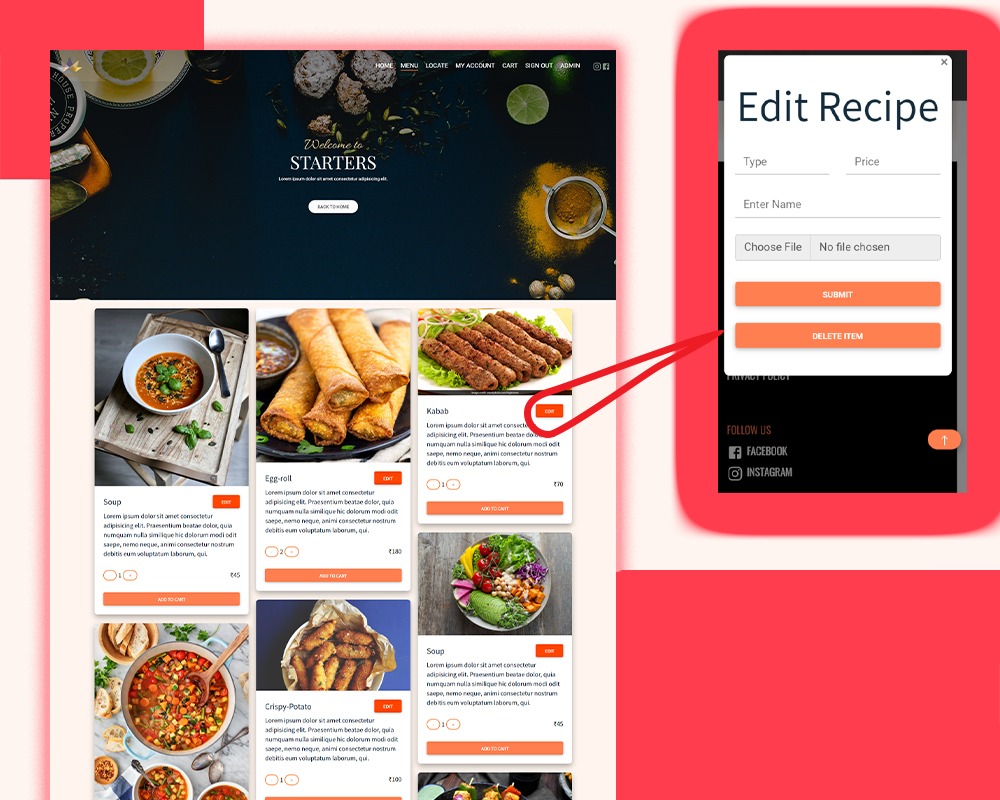 HOME MENU LOCATE MY ACCOUNT CART SIGN OUT ADMIN
Welcome to
STARTERS
Lorem ipsum dolor sit amet consectetur adipisicing elit.
BACK TO HOME
Soup
EDIT
Lorem ipsum dolor sit amet consectetur
adipisicing elit. Praesentium beatae dolor, quia
numquam nulla similique hic dolorum modi odit
saepe, nemo neque, animi consectetur tempore
debitis eum voluptatum laborum, qui.
- 1 +
₹45
ADD TO CART
Egg-roll
EDIT
Lorem ipsum dolor sit amet consectetur
adipisicing elit. Praesentium beatae dolor, quia
numquam nulla similique hic dolorum modi odit
saepe, nemo neque, animi consectetur tempore
debitis eum voluptatum laborum, qui.
- 2 +
₹180
ADD TO CART
Crispy-Potato
EDIT
Lorem ipsum dolor sit amet consectetur
adipisicing elit. Praesentium beatae dolor, quia
numquam nulla similique hic dolorum modi odit
saepe, nemo neque, animi consectetur tempore
debitis eum voluptatum laborum, qui.
- 1 +
₹100
Kabab
EDIT
Lorem ipsum dolor sit amet consectetur
adipisicing elit. Praesentium beatae dolor, quia
numquam nulla similique hic dolorum modi odit
saepe, nemo neque, animi consectetur tempore
debitis eum voluptatum laborum, qui.
- 1 +
₹70
ADD TO CART
Soup
EDIT
Lorem ipsum dolor sit amet consectetur
adipisicing elit. Praesentium beatae dolor, quia
numquam nulla similique hic dolorum modi odit
saepe, nemo neque, animi consectetur tempore
debitis eum voluptatum laborum, qui.
- 1 +
₹45
ADD TO CART
Edit Recipe
Type Price
Enter Name
Choose File No file chosen
SUBMIT
DELETE ITEM
PRIVACY POLICY
FOLLOW US
FACEBOOK
INSTAGRAM